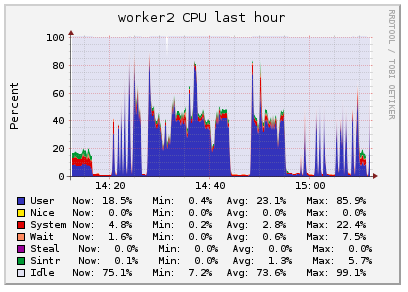 worker2 CPU last hour
RRDTOOL / TOBI OETIKER
Percent
100
80
60
40
20
0
14:20 14:40 15:00
User Now: 18.5% Min: 0.4% Avg: 23.1% Max: 85.9%
Nice Now: 0.0% Min: 0.0% Avg: 0.0% Max: 0.0%
System Now: 4.8% Min: 0.2% Avg: 2.8% Max: 22.4%
Wait Now: 1.6% Min: 0.0% Avg: 0.6% Max: 7.5%
Steal Now: 0.0% Min: 0.0% Avg: 0.0% Max: 0.0%
Sintr Now: 0.1% Min: 0.0% Avg: 1.3% Max: 5.7%
Idle Now: 75.1% Min: 7.2% Avg: 73.6% Max: 99.1%